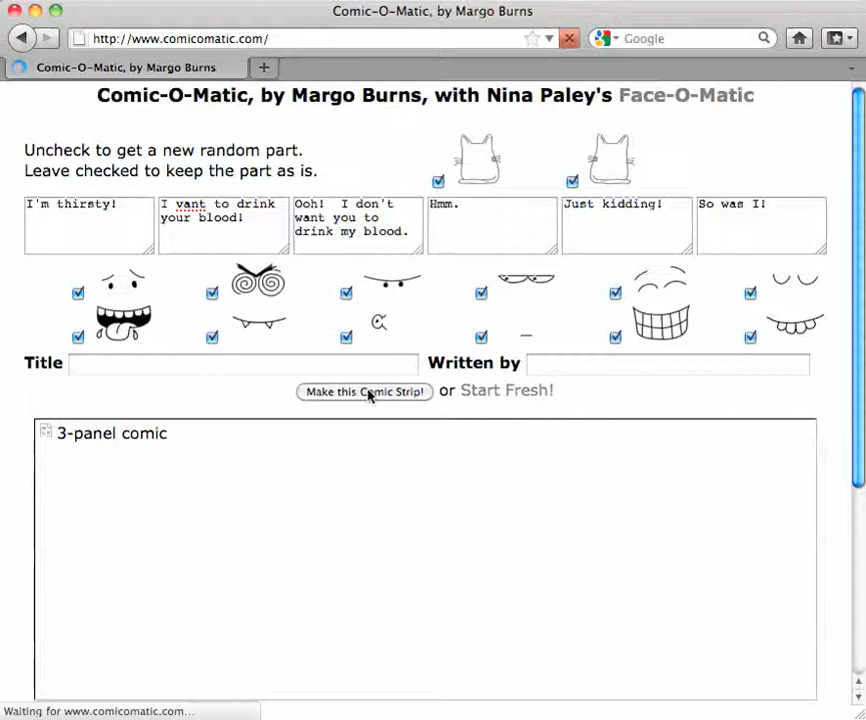 Comic-O-Matic, by Margo Burns
http://www.comicomatic.com/
Google
Comic-O-Matic, by Margo Burns
Comic-O-Matic, by Margo Burns, with Nina Paley's Face-O-Matic
Uncheck to get a new random part.
Leave checked to keep the part as is.
I'm thirsty!
I vant to drink
your blood!
Ooh! I don't
want you to
drink my blood.
Hmm.
Just kidding!
So was I!
Title
Written by
Make this Comic Strip! or Start Fresh!
3-panel comic
Waiting for www.comicomatic.com...